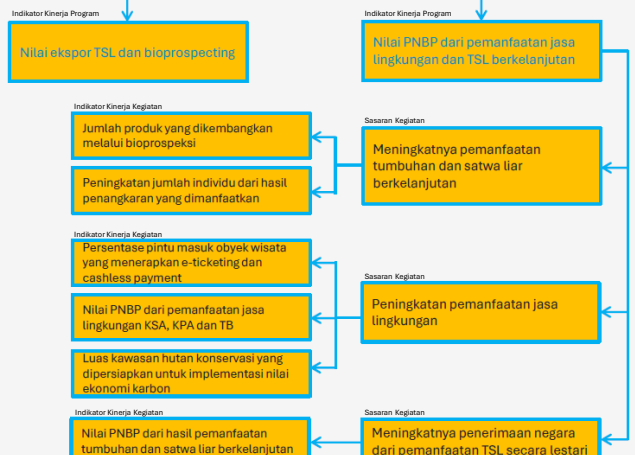 Indikator Kinerja Program
Nilai ekspor TSL dan bioprospecting
Indikator Kinerja Program
Nilai PNBP dari pemanfaatan jasa
lingkungan dan TSL berkelanjutan
Indikator Kinerja Kegiatan
Jumlah produk yang dikembangkan
melalui bioprospeksi
Peningkatan jumlah individu dari hasil
penangkaran yang dimanfaatkan
Sasaran Kegiatan
Meningkatnya pemanfaatan
tumbuhan dan satwa liar
berkelanjutan
Indikator Kinerja Kegiatan
Persentase pintu masuk obyek wisata
yang menerapkan e-ticketing dan
cashless payment
Nilai PNBP dari pemanfaatan jasa
lingkungan KSA, KPA dan TB
Luas kawasan hutan konservasi yang
dipersiapkan untuk implementasi nilai
ekonomi karbon
Sasaran Kegiatan
Peningkatan pemanfaatan jasa
lingkungan
Indikator Kinerja Kegiatan
Nilai PNBP dari hasil pemanfaatan
tumbuhan dan satwa liar berkelanjutan
Sasaran Kegiatan
Meningkatnya penerimaan negara
dari pemanfaatan TSL secara lestari